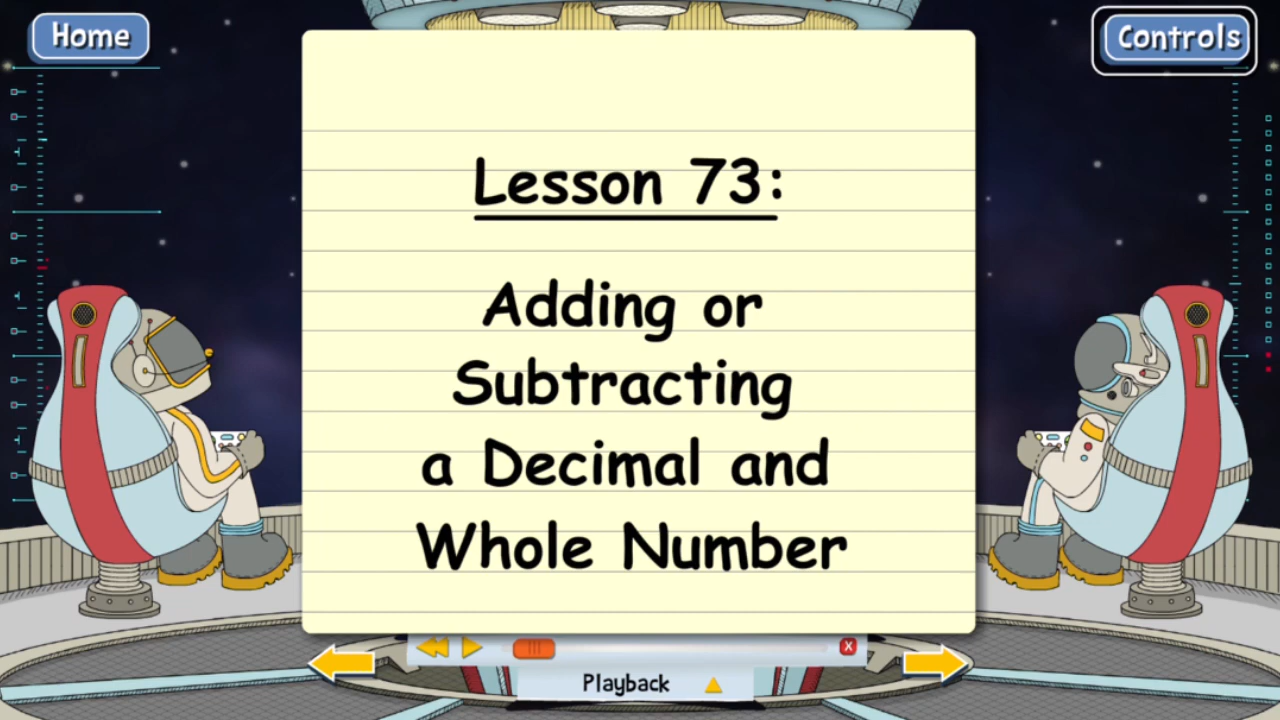 Home
Controls
Lesson 73:
Adding or
Subtracting
a Decimal and
Whole Number
X
Playback